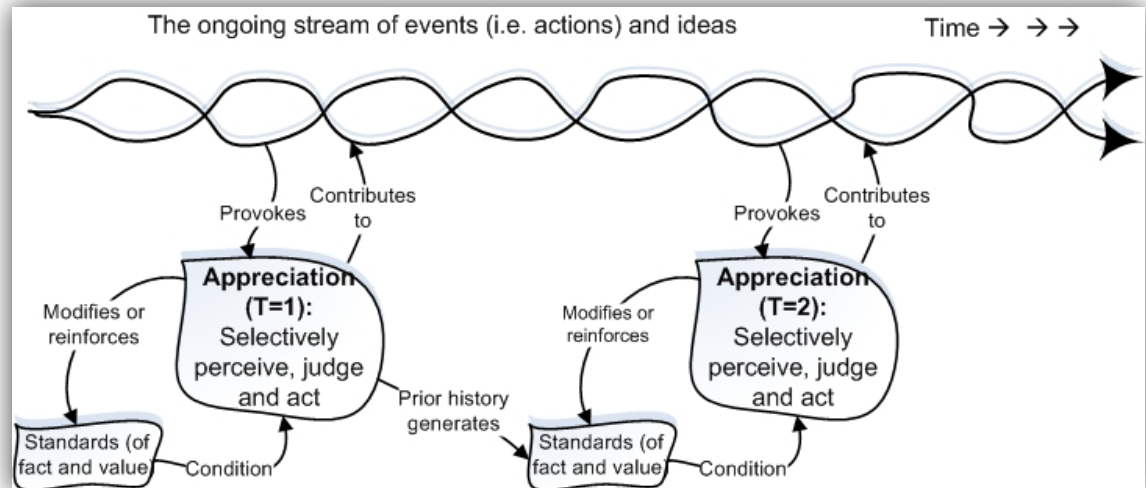 The ongoing stream of events (i.e. actions) and ideas
Time → → →
Provokes
Contributes
to
Provokes
Contributes
to
Appreciation
(T=1):
Selectively
perceive, judge
and act
Modifies or
reinforces
Standards (of
fact and value)
Condition
Prior history
generates
Appreciation
(T=2):
Selectively
perceive, judge
and act
Modifies or
reinforces
Standards (of
fact and value)
Condition